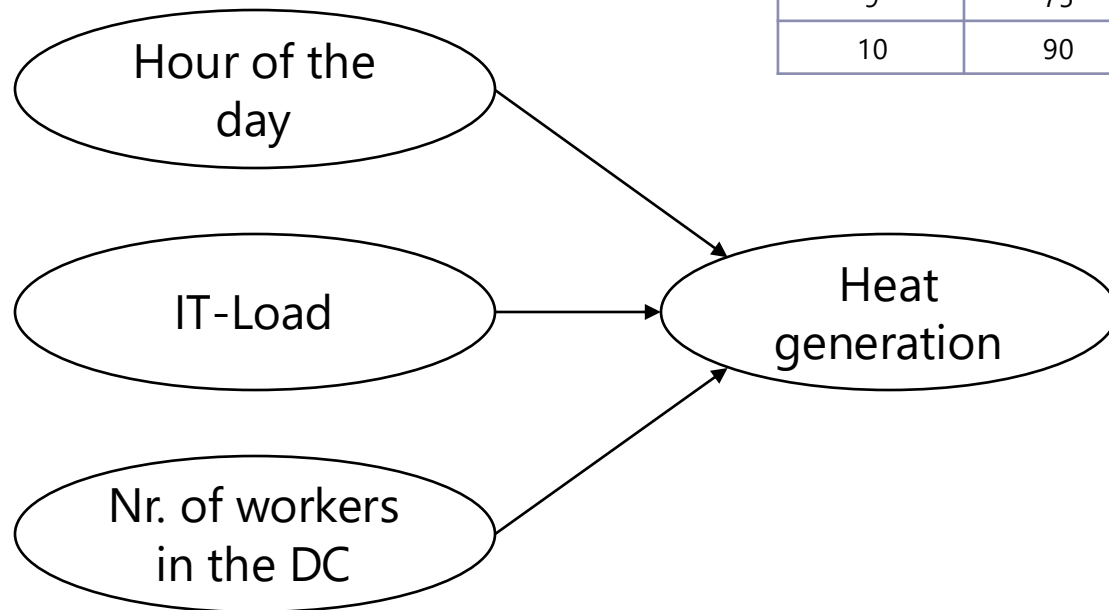 Hour of the
day
10 90
IT-Load
Heat
generation
Nr. of workers
in the DC